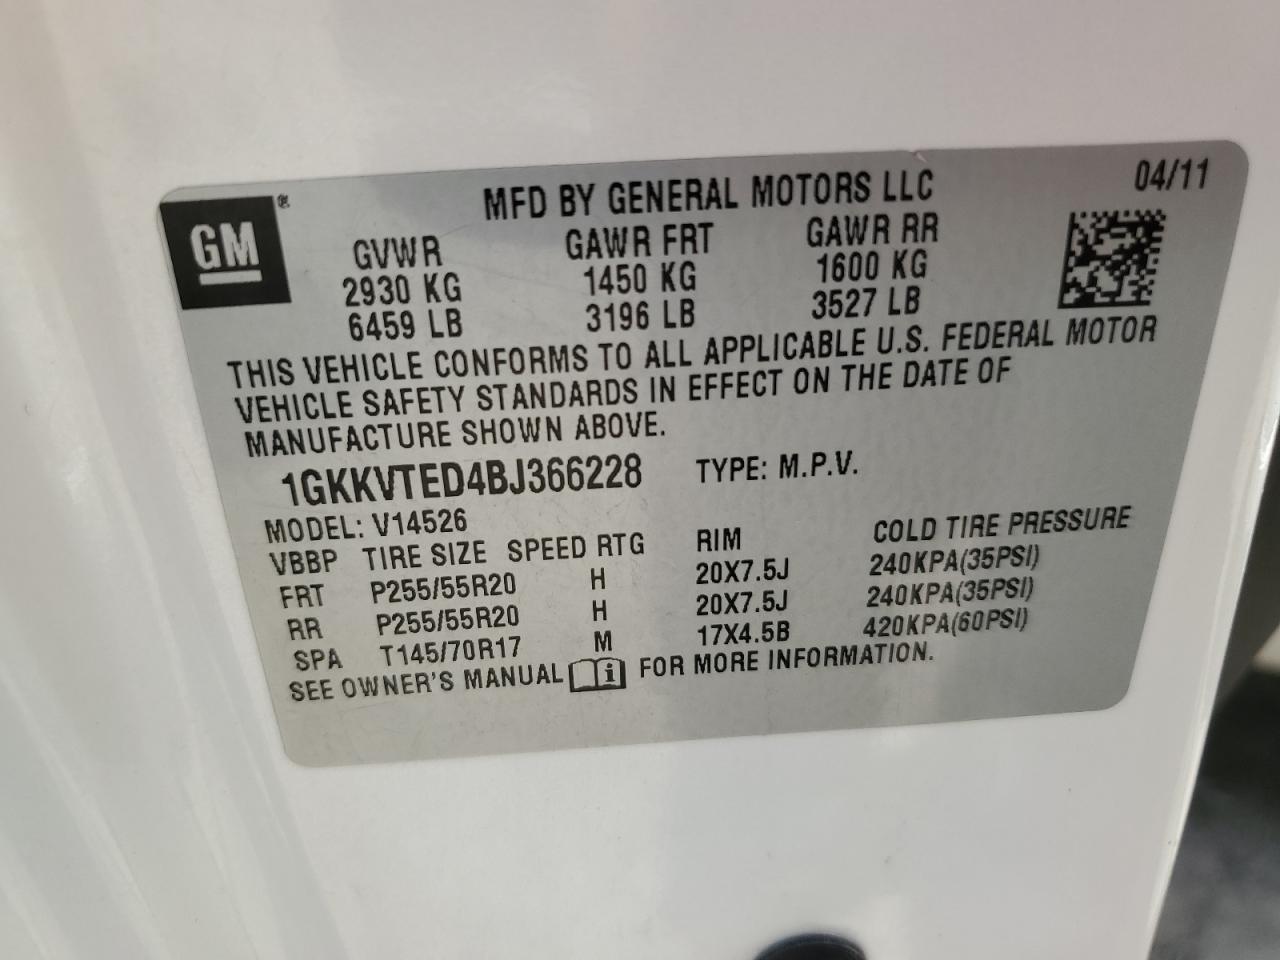 GM ®
MFD BY GENERAL MOTORS LLC 04/11
GVWR GAWR FRT GAWR RR
2930 KG 1450 KG 1600 KG
6459 LB 3196 LB 3527 LB
THIS VEHICLE CONFORMS TO ALL APPLICABLE U.S. FEDERAL MOTOR
VEHICLE SAFETY STANDARDS IN EFFECT ON THE DATE OF
MANUFACTURE SHOWN ABOVE.
1GKKVTED4BJ366228 TYPE: M.P.V.
MODEL: V14526
VBBP TIRE SIZE SPEED RTG RIM COLD TIRE PRESSURE
FRT P255/55R20 H 20X7.5J 240KPA(35PSI)
RR P255/55R20 H 20X7.5J 240KPA(35PSI)
SPA T145/70R17 M 17X4.5B 420KPA(60PSI)
SEE OWNER'S MANUAL i FOR MORE INFORMATION.